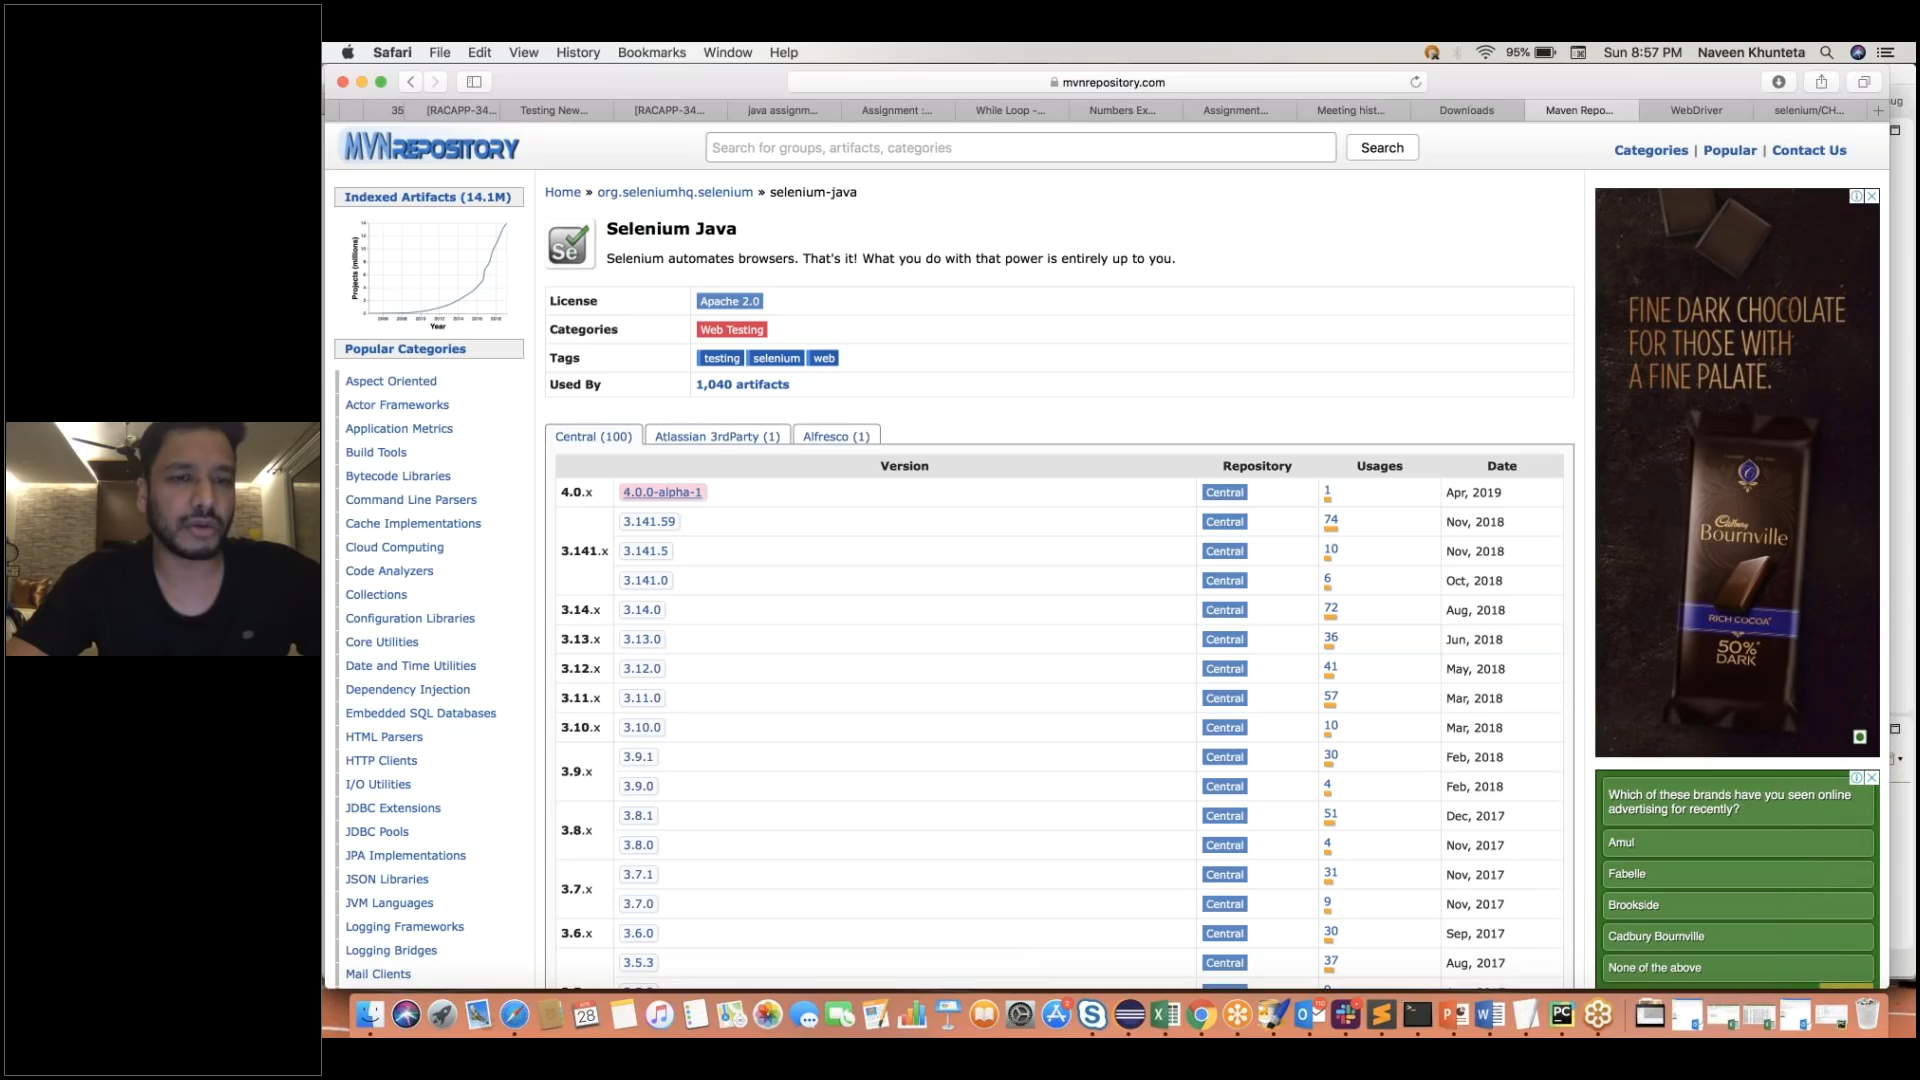 Safari File Edit View History Bookmarks Window Help
95% Sun 8:57 PM Naveen Khunteta
mvnrepository.com
35 [RACAPP-34... Testing New... [RACAPP-34... java assignm... Assignment :... While Loop -... Numbers Ex... Assignment... Meeting hist... Downloads Maven Repo... WebDriver selenium/CH...
MVNREPOSITORY
Search for groups, artifacts, categories
Search
Categories | Popular | Contact Us
Indexed Artifacts (14.1M)
Projects (millions)
Year
Popular Categories
Aspect Oriented
Actor Frameworks
Application Metrics
Build Tools
Bytecode Libraries
Command Line Parsers
Cache Implementations
Cloud Computing
Code Analyzers
Collections
Configuration Libraries
Core Utilities
Date and Time Utilities
Dependency Injection
Embedded SQL Databases
HTML Parsers
HTTP Clients
I/O Utilities
JDBC Extensions
JDBC Pools
JPA Implementations
JSON Libraries
JVM Languages
Logging Frameworks
Logging Bridges
Mail Clients
Home » org.seleniumhq.selenium » selenium-java
Se
Selenium Java
Selenium automates browsers. That's it! What you do with that power is entirely up to you.
License Apache 2.0
Categories Web Testing
Tags testing selenium web
Used By 1,040 artifacts
Central (100) Atlassian 3rdParty (1) Alfresco (1)
Version Repository Usages Date
4.0.x 4.0.0-alpha-1 Central 1 Apr, 2019
3.141.59 Central 74 Nov, 2018
3.141.x 3.141.5 Central 10 Nov, 2018
3.141.0 Central 6 Oct, 2018
3.14.x 3.14.0 Central 72 Aug, 2018
3.13.x 3.13.0 Central 36 Jun, 2018
3.12.x 3.12.0 Central 41 May, 2018
3.11.x 3.11.0 Central 57 Mar, 2018
3.10.x 3.10.0 Central 10 Mar, 2018
3.9.x 3.9.1 Central 30 Feb, 2018
3.9.0 Central 4 Feb, 2018
3.8.x 3.8.1 Central 51 Dec, 2017
3.8.0 Central 4 Nov, 2017
3.7.x 3.7.1 Central 31 Nov, 2017
3.7.0 Central 9 Nov, 2017
3.6.x 3.6.0 Central 30 Sep, 2017
3.5.3 Central 37 Aug, 2017
FINE DARK CHOCOLATE
FOR THOSE WITH
A FINE PALATE.
Cadbury
Bournville
RICH COCOA
50%
DARK
Which of these brands have you seen online
advertising for recently?
Amul
Fabelle
Brookside
Cadbury Bournville
None of the above
28
PC